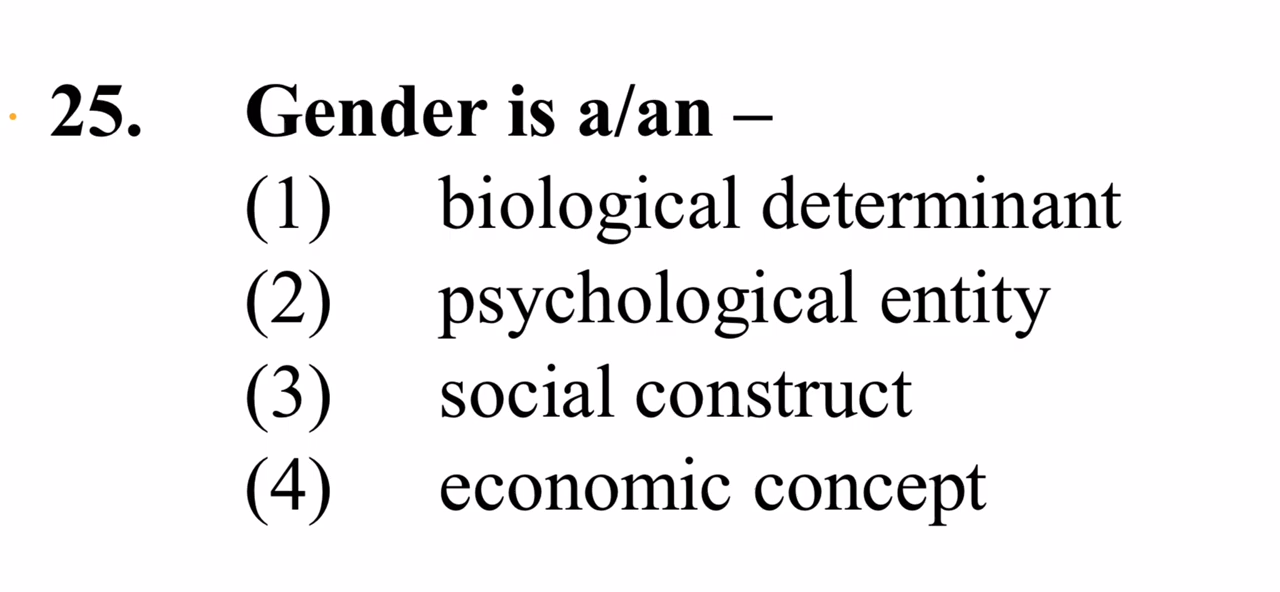 25. Gender is a/an –
(1) biological determinant
(2) psychological entity
(3) social construct
(4) economic concept